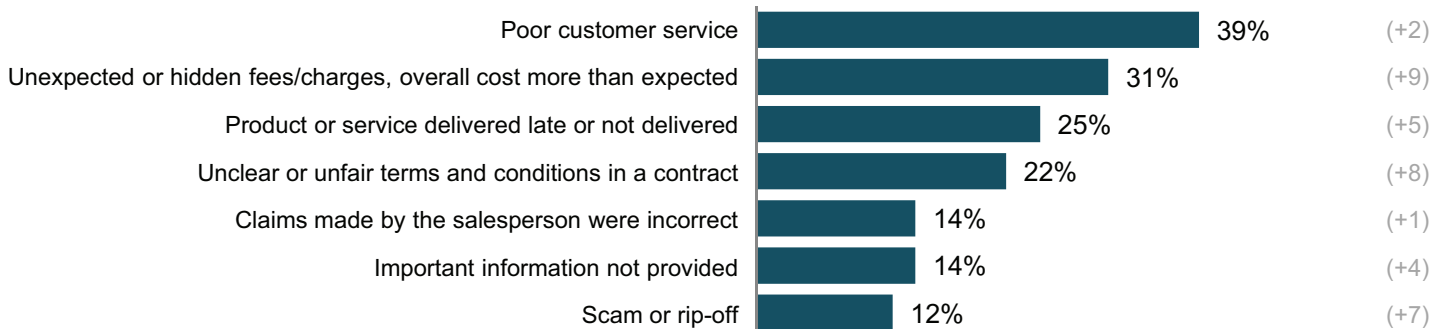 Poor customer service 39% (+2)
Unexpected or hidden fees/charges, overall cost more than expected 31% (+9)
Product or service delivered late or not delivered 25% (+5)
Unclear or unfair terms and conditions in a contract 22% (+8)
Claims made by the salesperson were incorrect 14% (+1)
Important information not provided 14% (+4)
Scam or rip-off 12% (+7)